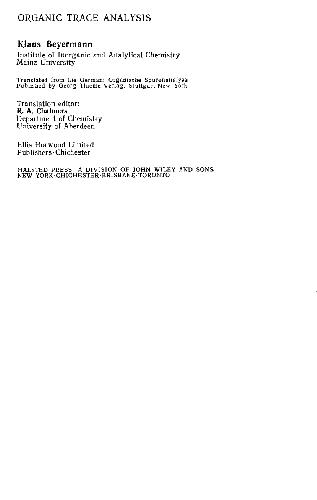 ORGANIC TRACE ANALYSIS
Klaus Beyermann
Institute of Inorganic and Analytical Chemistry
Mainz University
Translated from the German: Organische Spurenanalyse
Published by Georg Thieme Verlag, Stuttgart New York
Translation editor:
R. A. Chalmers
Department of Chemistry
University of Aberdeen
Ellis Horwood Limited
Publishers·Chichester
HALSTED PRESS: A DIVISION OF JOHN WILEY AND SONS
NEW YORK·CHICHESTER·BRISBANE·TORONTO